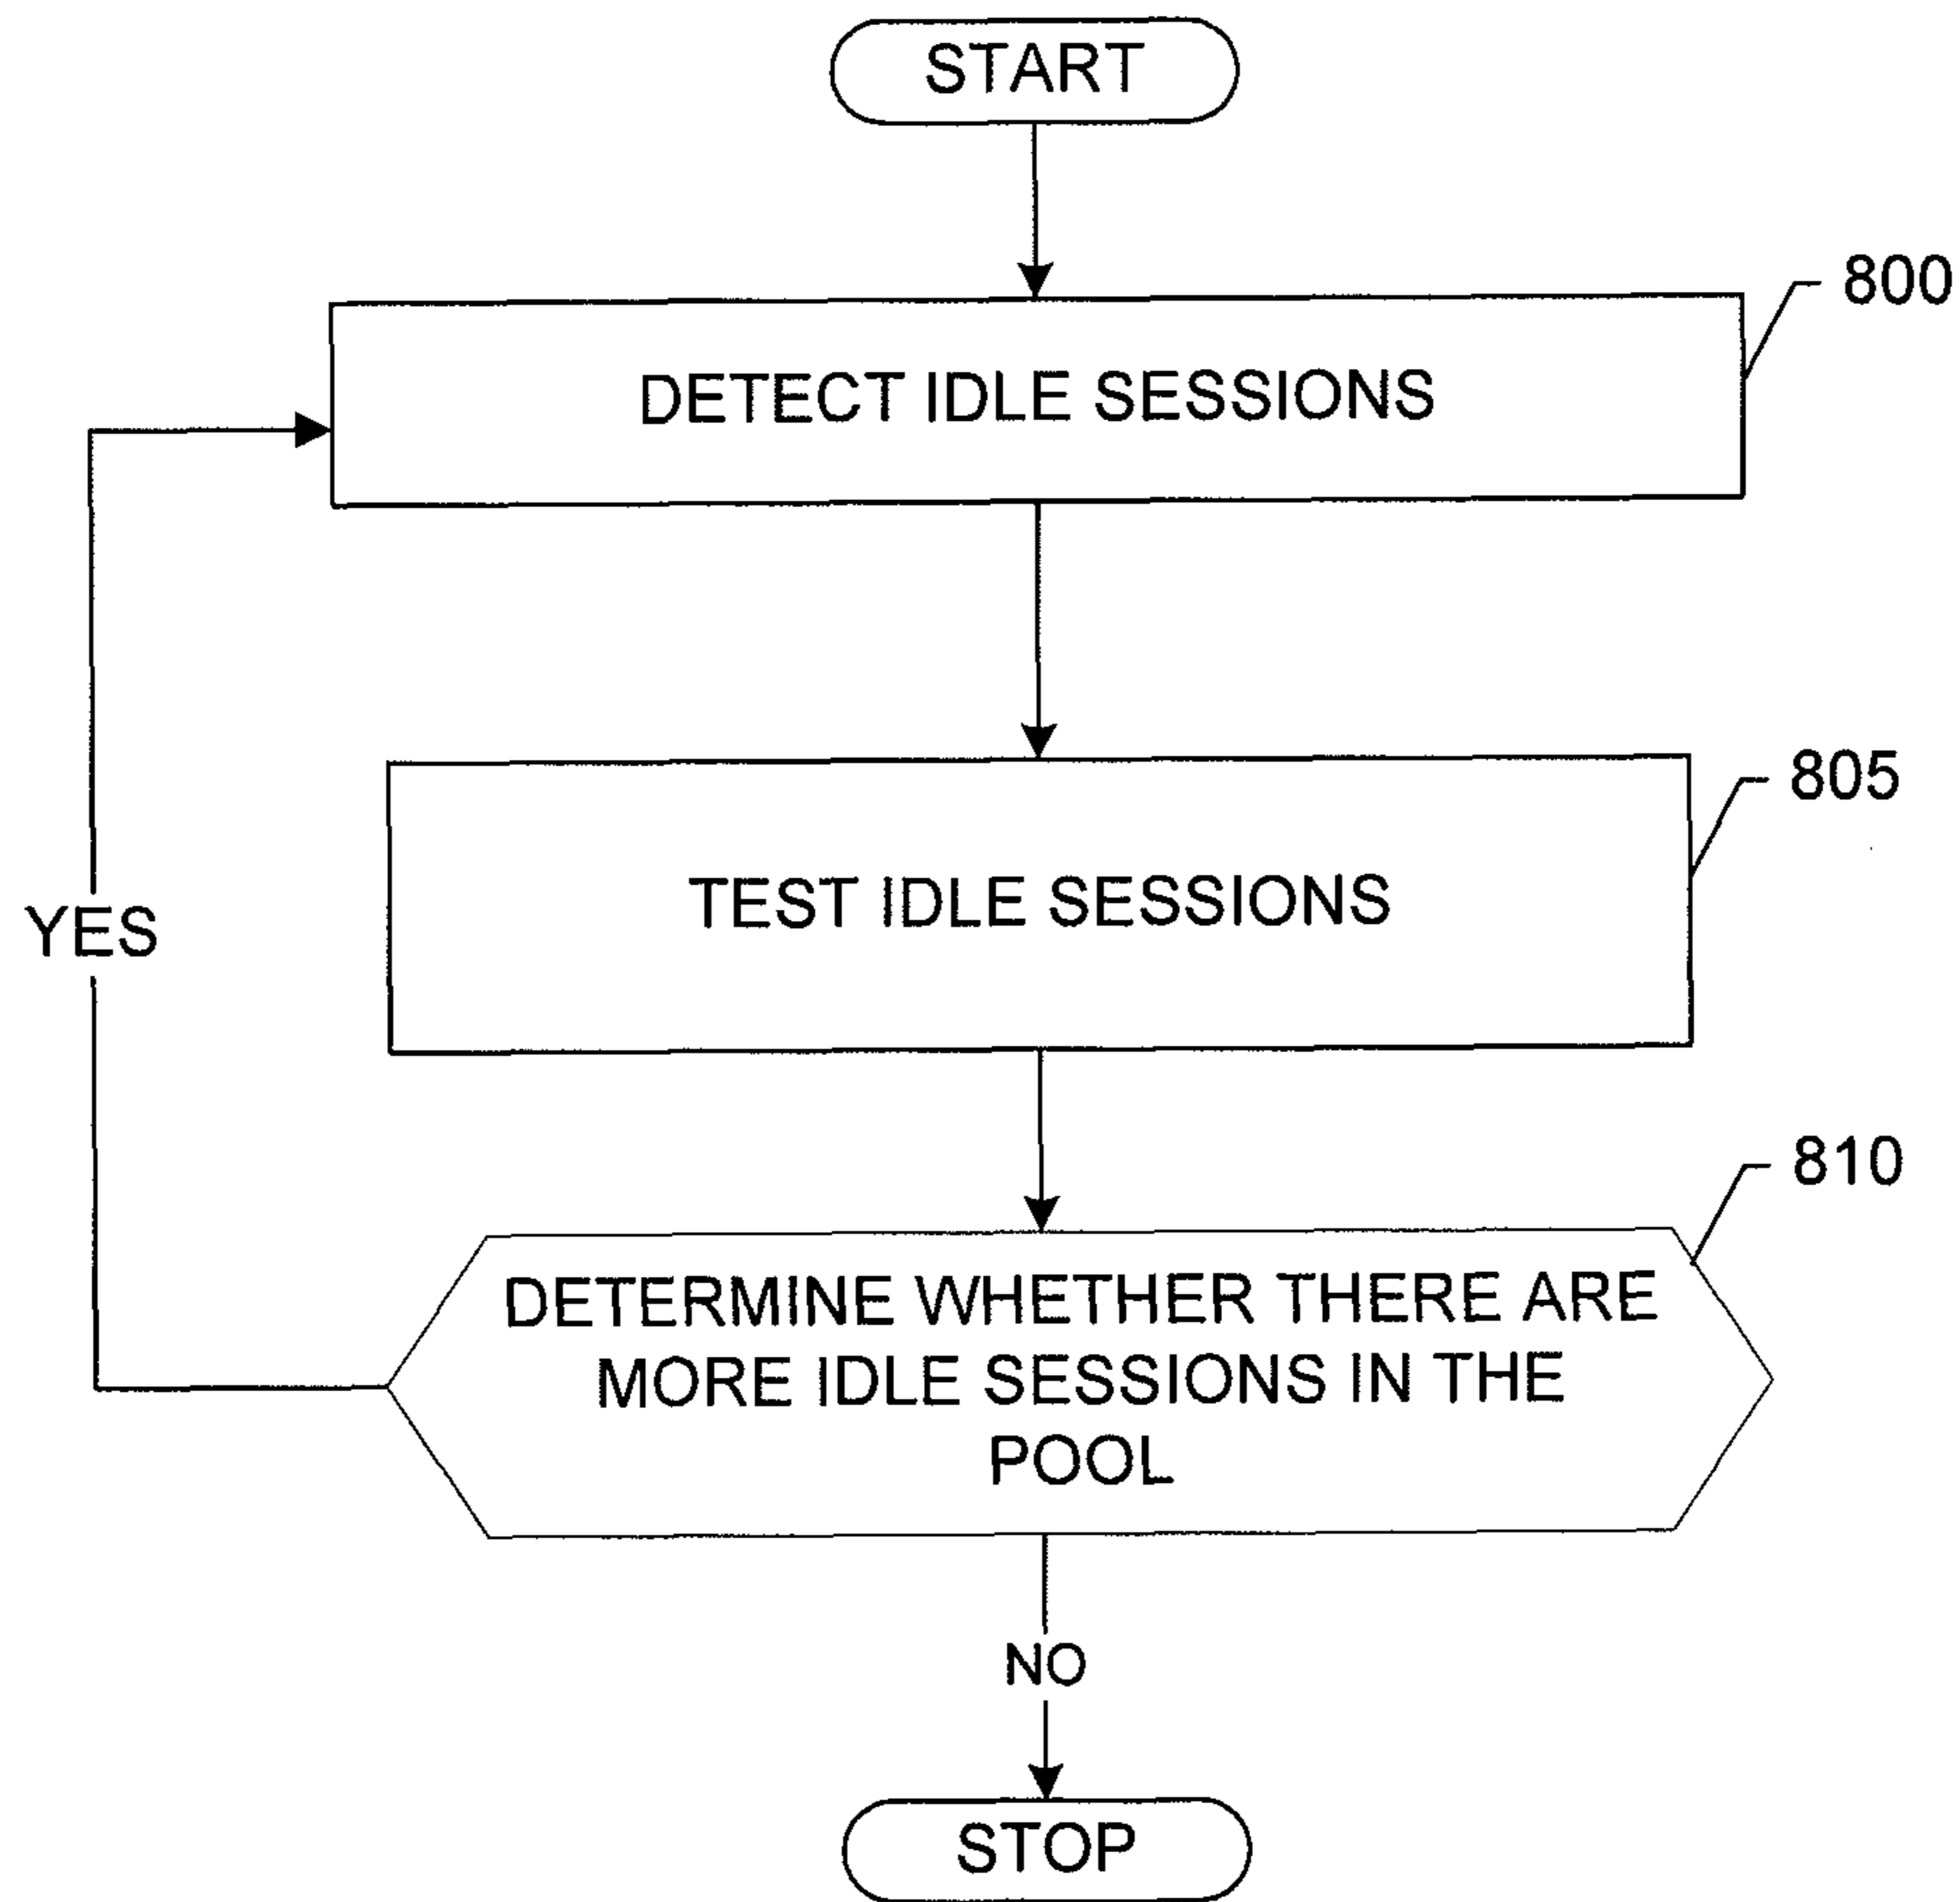 START
800
DETECT IDLE SESSIONS
805
TEST IDLE SESSIONS
YES
810
DETERMINE WHETHER THERE ARE
MORE IDLE SESSIONS IN THE
POOL
NO
STOP